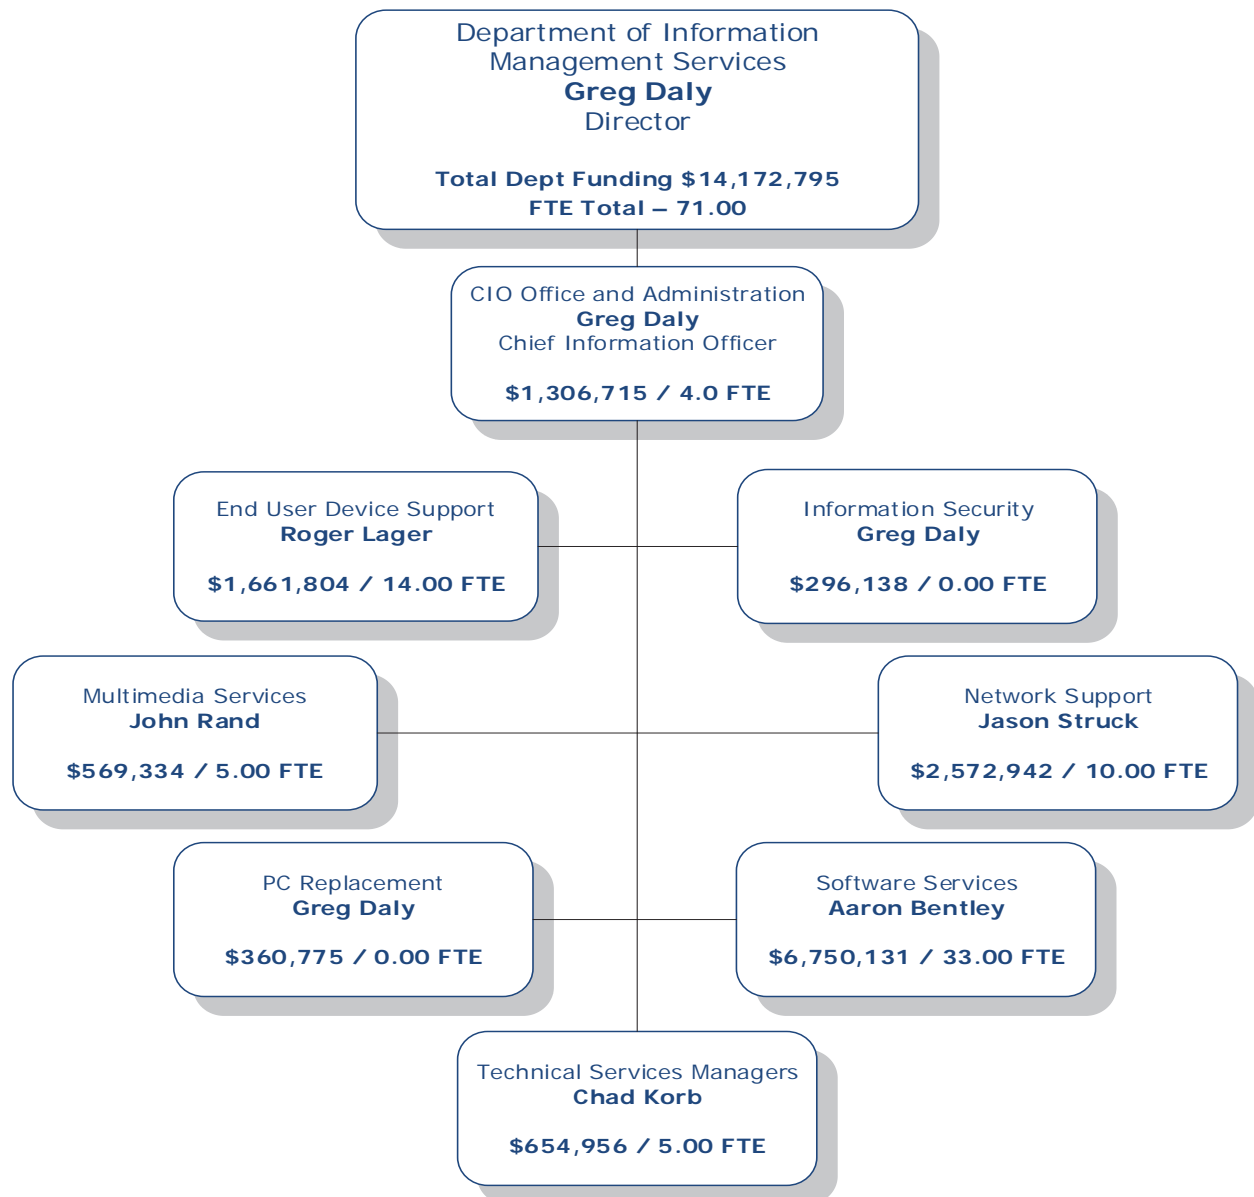 Department of Information
Management Services
Greg Daly
Director
Total Dept Funding $14,172,795
FTE Total – 71.00
CIO Office and Administration
Greg Daly
Chief Information Officer
$1,306,715 / 4.0 FTE
End User Device Support
Roger Lager
$1,661,804 / 14.00 FTE
Information Security
Greg Daly
$296,138 / 0.00 FTE
Multimedia Services
John Rand
$569,334 / 5.00 FTE
Network Support
Jason Struck
$2,572,942 / 10.00 FTE
PC Replacement
Greg Daly
$360,775 / 0.00 FTE
Software Services
Aaron Bentley
$6,750,131 / 33.00 FTE
Technical Services Managers
Chad Korb
$654,956 / 5.00 FTE